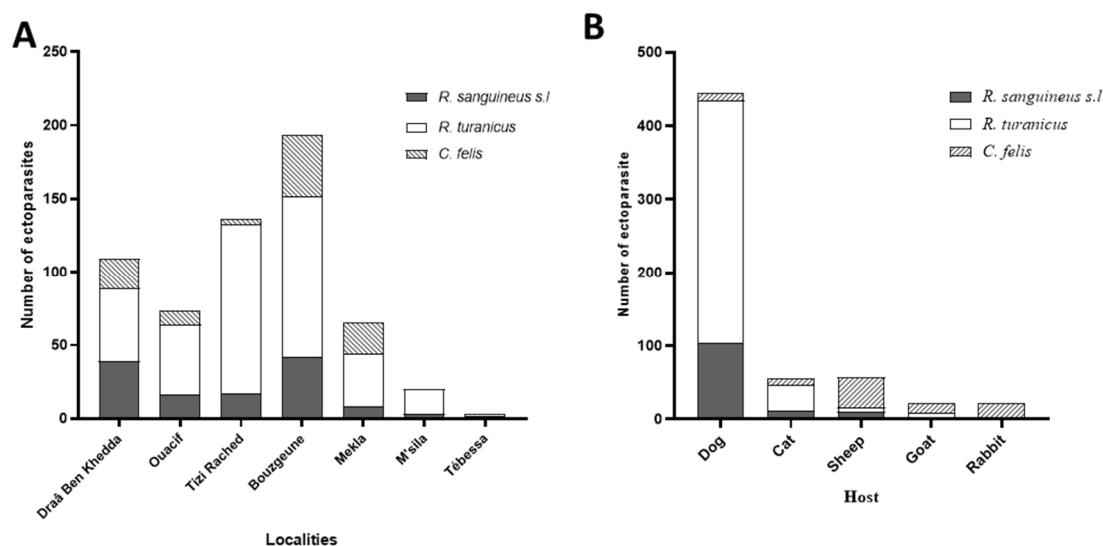 A
250
200
150
100
50
0
Number of ectoparasites
R. sanguineus s.l
R. turanicus
C. felis
Draâ Ben Khedda
Ouacif
Tizi Rached
Bouzgeune
Mekla
M'sila
Tébessa
Localities
B
500
400
300
200
100
0
Number of ectoparasite
R. sanguineus s.l
R. turanicus
C. felis
Dog
Cat
Sheep
Goat
Rabbit
Host